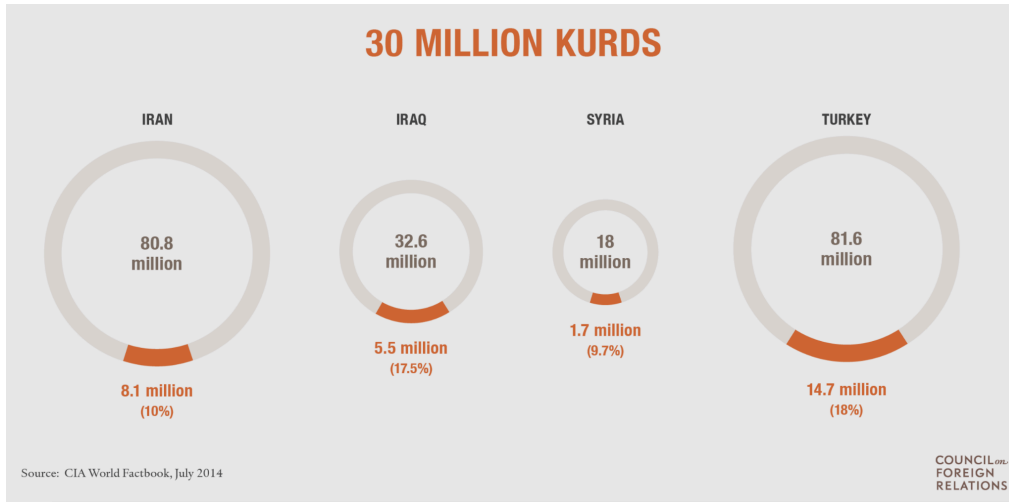 30 MILLION KURDS
IRAN
80.8
million
8.1 million
(10%)
IRAQ
32.6
million
5.5 million
(17.5%)
SYRIA
18
million
1.7 million
(9.7%)
TURKEY
81.6
million
14.7 million
(18%)
Source: CIA World Factbook, July 2014
COUNCIL on
FOREIGN
RELATIONS